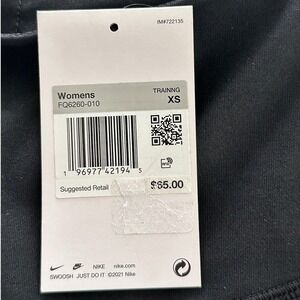 IM#722135
Womens TRAINNG
FQ6260-010 XS
1 96977 42194 5
Suggested Retail $65.00
NIKE nike.com
SWOOSH JUST DO IT ©2021 Nike